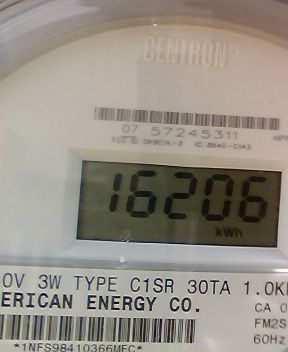 CENTRON®
07 57245311
16206
kWh
0V 3W TYPE C1SR 30TA 1.0K
ERICAN ENERGY CO.
CA 0
FM2S
60Hz
*1NFS98410366MEC*